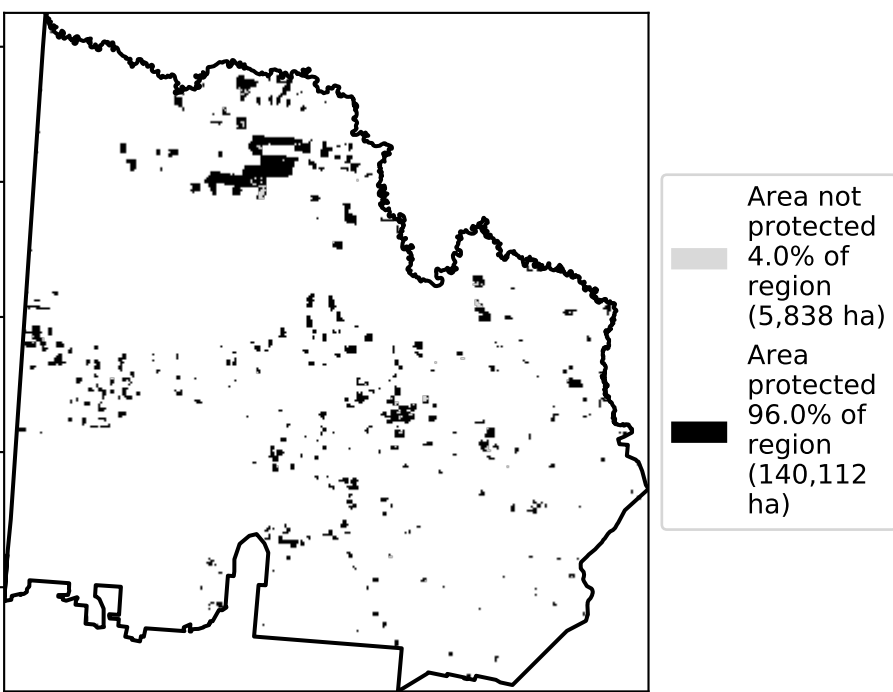 Area not
protected
4.0% of
region
(5,838 ha)
Area
protected
96.0% of
region
(140,112
ha)